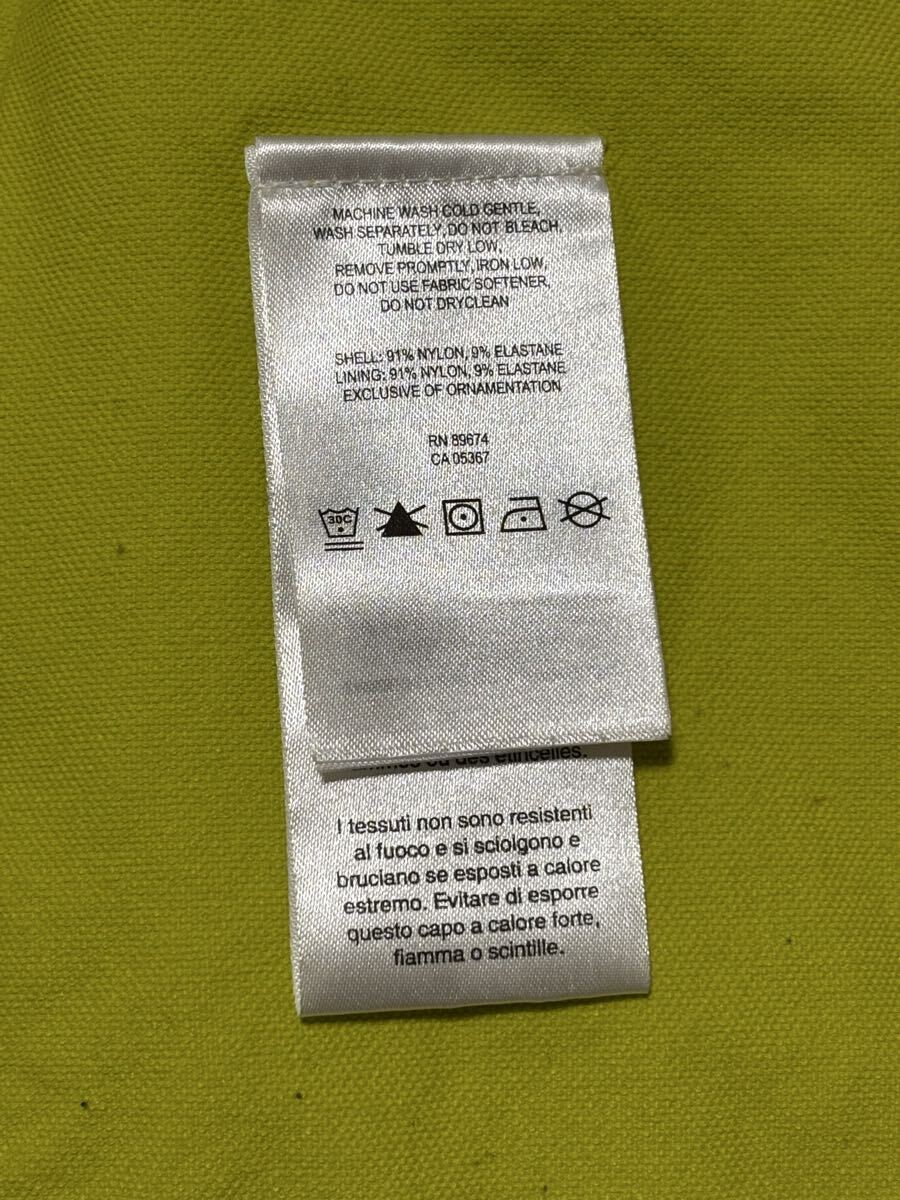 MACHINE WASH COLD GENTLE,
WASH SEPARATELY, DO NOT BLEACH,
TUMBLE DRY LOW,
REMOVE PROMPTLY, IRON LOW,
DO NOT USE FABRIC SOFTENER,
DO NOT DRYCLEAN
SHELL: 91% NYLON, 9% ELASTANE
LINING: 91% NYLON, 9% ELASTANE
EXCLUSIVE OF ORNAMENTATION
RN 89674
CA 05367
30C
ou des étincelles.
I tessuti non sono resistenti
al fuoco e si sciolgono e
bruciano se esposti a calore
estremo. Evitare di esporre
questo capo a calore forte,
fiamma o scintille.